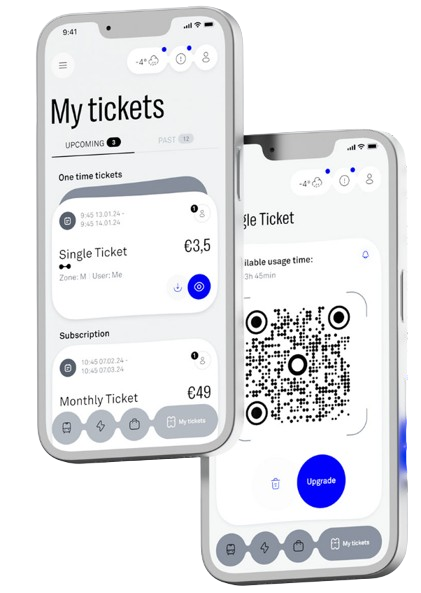 9:41
-4°
My tickets
UPCOMING 3
PAST 12
One time tickets
9:45 13.01.24 -
9:45 14.01.24
1
Single Ticket
€3,5
Zone: M | User: Me
Subscription
10:45 07.02.24 -
10:45 07.03.24
1
Monthly Ticket
€49
My tickets
-4°
gle Ticket
ilable usage time:
3h 45min
Upgrade
My tickets